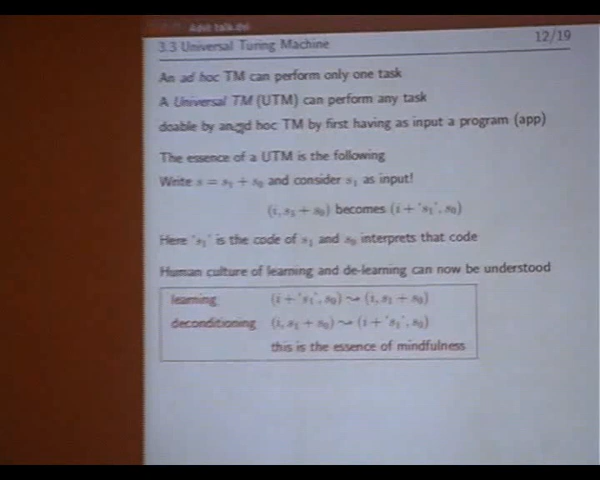 Apit talk.dvi
3.3 Universal Turing Machine
12/19
An ad hoc TM can perform only one task
A Universal TM (UTM) can perform any task
doable by an ad hoc TM by first having as input a program (app)
The essence of a UTM is the following
Write s = s₁ + s₀ and consider s₁ as input!
(i, s₁ + s₀) becomes (i + 's₁', s₀)
Here 's₁' is the code of s₁ and s₀ interprets that code
Human culture of learning and de-learning can now be understood
learning (i + 's₁', s₀) ⇝ (i, s₁ + s₀)
deconditioning (i, s₁ + s₀) ⇝ (i + 's₁', s₀)
this is the essence of mindfulness